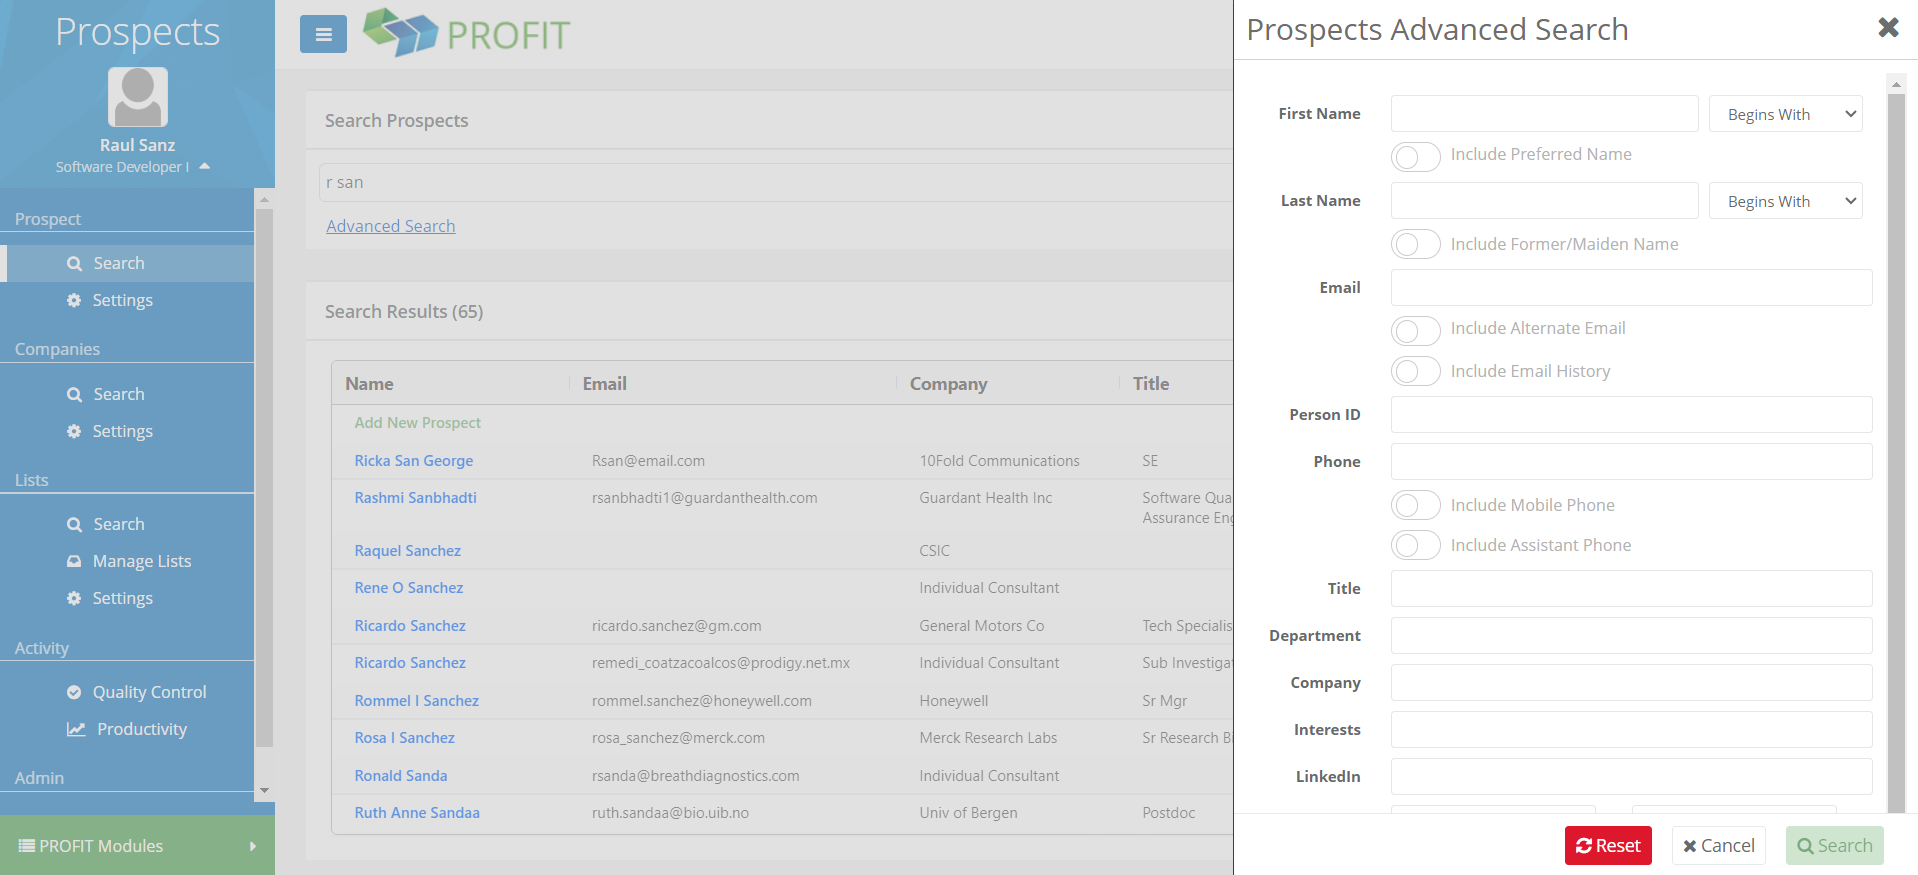 Prospects
Raul Sanz
Software Developer I
Prospect
Search
Settings
Companies
Search
Settings
Lists
Search
Manage Lists
Settings
Activity
Quality Control
Productivity
Admin
PROFIT Modules
PROFIT
Search Prospects
r san
Advanced Search
Search Results (65)
Name Email Company Title
Add New Prospect
Ricka San George Rsan@email.com 10Fold Communications SE
Rashmi Sanbhadti rsanbhadti1@guardanthealth.com Guardant Health Inc Software Qua
Assurance Eng
Raquel Sanchez CSIC
Rene O Sanchez Individual Consultant
Ricardo Sanchez ricardo.sanchez@gm.com General Motors Co Tech Specialis
Ricardo Sanchez remedi_coatzacoalcos@prodigy.net.mx Individual Consultant Sub Investigat
Rommel I Sanchez rommel.sanchez@honeywell.com Honeywell Sr Mgr
Rosa I Sanchez rosa_sanchez@merck.com Merck Research Labs Sr Research Bi
Ronald Sanda rsanda@breathdiagnostics.com Individual Consultant
Ruth Anne Sandaa ruth.sandaa@bio.uib.no Univ of Bergen Postdoc
Prospects Advanced Search
First Name Begins With
Include Preferred Name
Last Name Begins With
Include Former/Maiden Name
Email
Include Alternate Email
Include Email History
Person ID
Phone
Include Mobile Phone
Include Assistant Phone
Title
Department
Company
Interests
LinkedIn
Reset Cancel Search